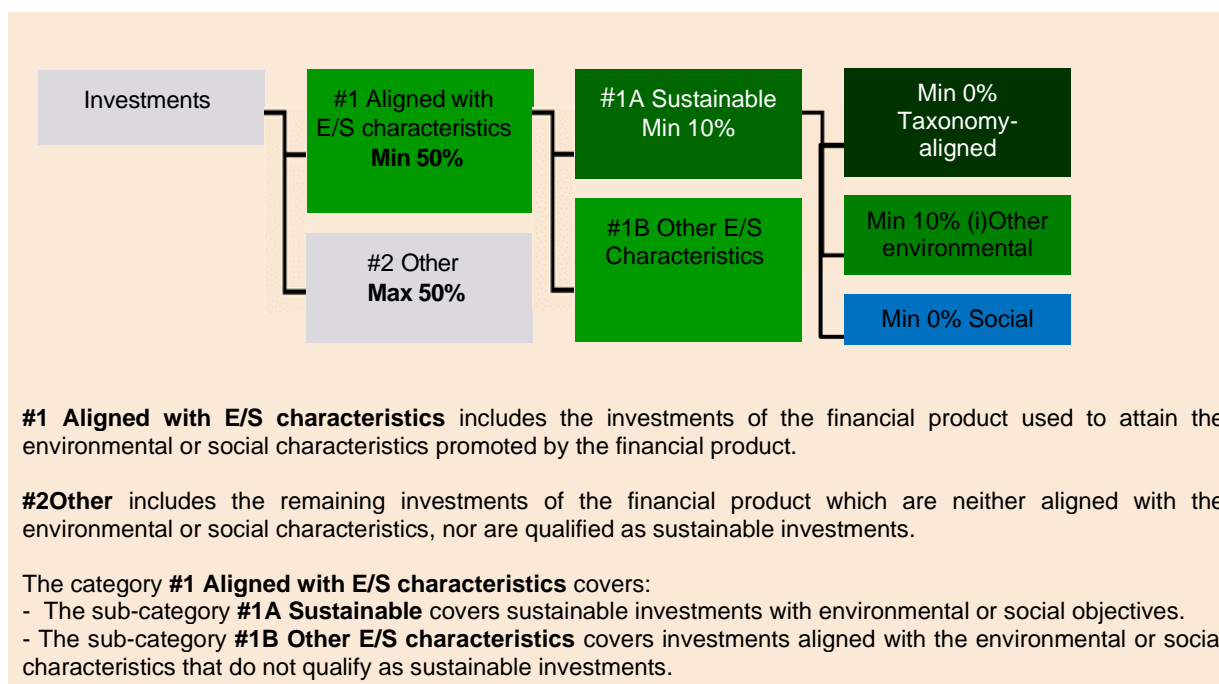 Investments
#1 Aligned with
E/S characteristics
Min 50%
#2 Other
Max 50%
#1A Sustainable
Min 10%
#1B Other E/S
Characteristics
Min 0%
Taxonomy-
aligned
Min 10% (i)Other
environmental
Min 0% Social
#1 Aligned with E/S characteristics includes the investments of the financial product used to attain the
environmental or social characteristics promoted by the financial product.
#2Other includes the remaining investments of the financial product which are neither aligned with the
environmental or social characteristics, nor are qualified as sustainable investments.
The category #1 Aligned with E/S characteristics covers:
- The sub-category #1A Sustainable covers sustainable investments with environmental or social objectives.
- The sub-category #1B Other E/S characteristics covers investments aligned with the environmental or social
characteristics that do not qualify as sustainable investments.